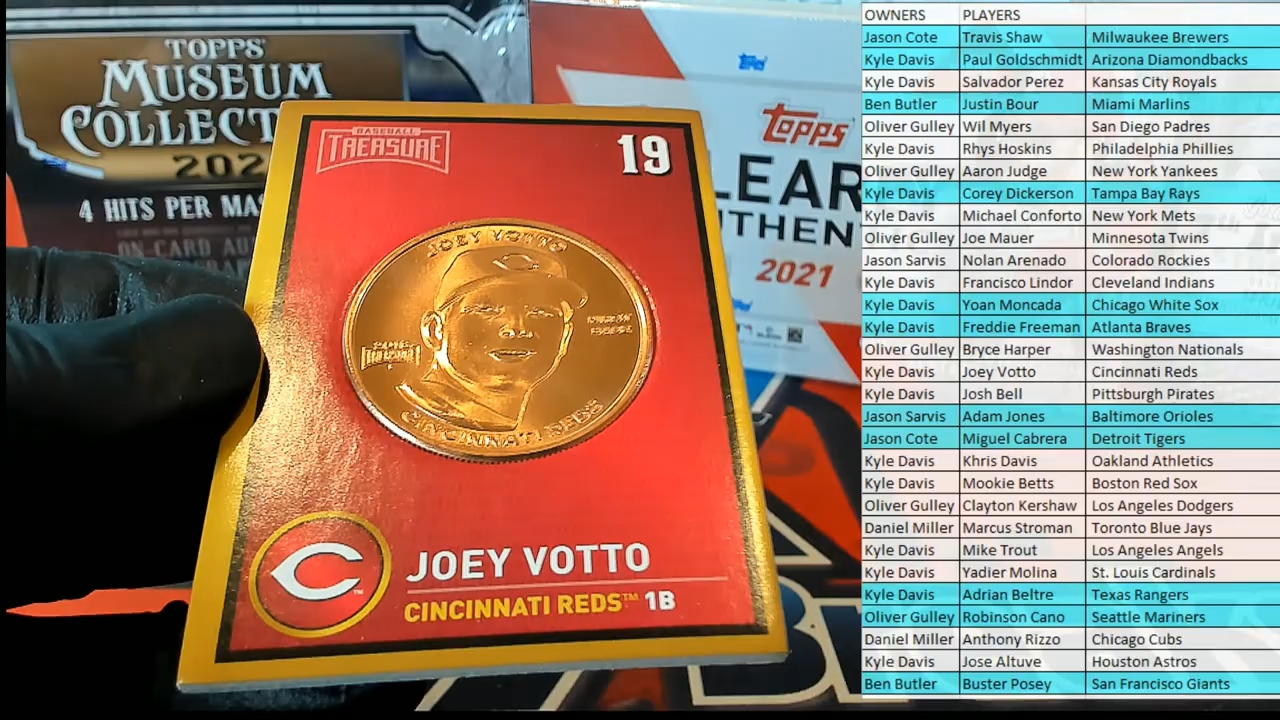 TOPPS
MUSEUM
COLLECT
202
4 HITS PER MAS
ON-CARD AU
topps
LEAR
UTHEN
2021
BASEBALL
TREASURE
19
JOEY VOTTO
TREASURE
CINCINNATI REDS
C
JOEY VOTTO
CINCINNATI REDS™ 1B
OWNERS PLAYERS
Jason Cote Travis Shaw Milwaukee Brewers
Kyle Davis Paul Goldschmidt Arizona Diamondbacks
Kyle Davis Salvador Perez Kansas City Royals
Ben Butler Justin Bour Miami Marlins
Oliver Gulley Wil Myers San Diego Padres
Kyle Davis Rhys Hoskins Philadelphia Phillies
Oliver Gulley Aaron Judge New York Yankees
Kyle Davis Corey Dickerson Tampa Bay Rays
Kyle Davis Michael Conforto New York Mets
Oliver Gulley Joe Mauer Minnesota Twins
Jason Sarvis Nolan Arenado Colorado Rockies
Kyle Davis Francisco Lindor Cleveland Indians
Kyle Davis Yoan Moncada Chicago White Sox
Kyle Davis Freddie Freeman Atlanta Braves
Oliver Gulley Bryce Harper Washington Nationals
Kyle Davis Joey Votto Cincinnati Reds
Kyle Davis Josh Bell Pittsburgh Pirates
Jason Sarvis Adam Jones Baltimore Orioles
Jason Cote Miguel Cabrera Detroit Tigers
Kyle Davis Khris Davis Oakland Athletics
Kyle Davis Mookie Betts Boston Red Sox
Oliver Gulley Clayton Kershaw Los Angeles Dodgers
Daniel Miller Marcus Stroman Toronto Blue Jays
Kyle Davis Mike Trout Los Angeles Angels
Kyle Davis Yadier Molina St. Louis Cardinals
Kyle Davis Adrian Beltre Texas Rangers
Oliver Gulley Robinson Cano Seattle Mariners
Daniel Miller Anthony Rizzo Chicago Cubs
Kyle Davis Jose Altuve Houston Astros
Ben Butler Buster Posey San Francisco Giants